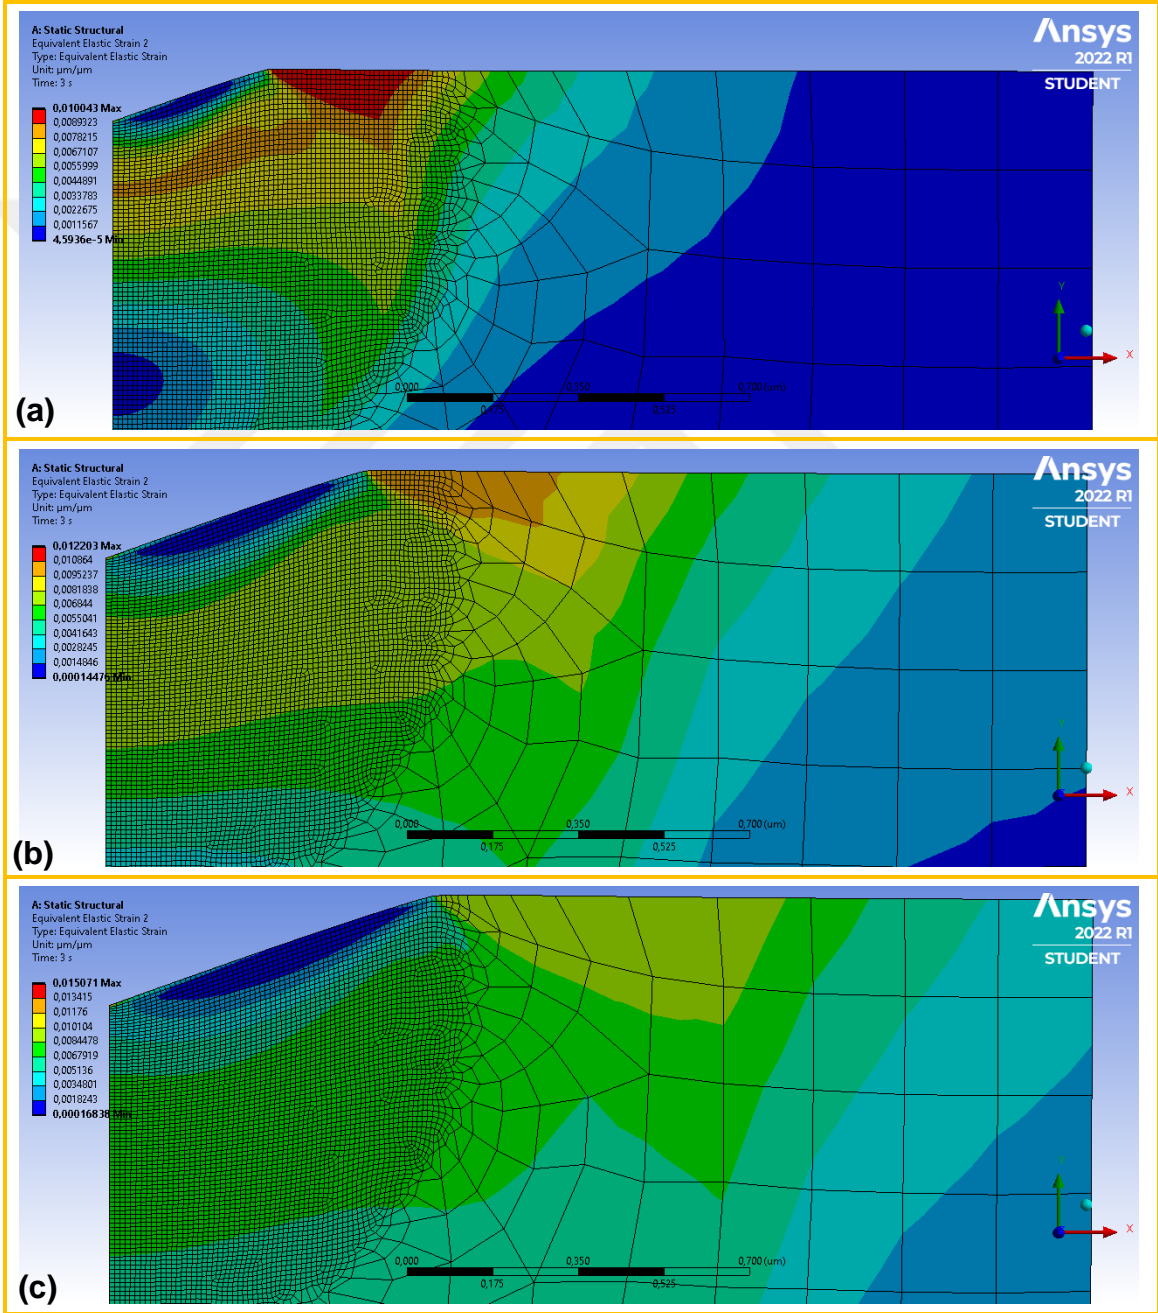 A: Static Structural
Equivalent Elastic Strain 2
Type: Equivalent Elastic Strain
Unit: µm/µm
Time: 3 s
0,010043 Max
0,0089323
0,0078215
0,0067107
0,0055999
0,0044891
0,0033783
0,0022675
0,0011567
4,5936e-5 Min
Ansys
2022 R1
STUDENT
Y
X
0,000
0,350
0,700 (um)
0,175
0,525
(a)
A: Static Structural
Equivalent Elastic Strain 2
Type: Equivalent Elastic Strain
Unit: µm/µm
Time: 3 s
0,012203 Max
0,010864
0,0095237
0,0081838
0,006844
0,0055041
0,0041643
0,0028245
0,0014846
0,00014476 Min
Ansys
2022 R1
STUDENT
Y
X
0,000
0,350
0,700 (um)
0,175
0,525
(b)
A: Static Structural
Equivalent Elastic Strain 2
Type: Equivalent Elastic Strain
Unit: µm/µm
Time: 3 s
0,015071 Max
0,013415
0,01176
0,010104
0,0084478
0,0067919
0,005136
0,0034801
0,0018243
0,00016838 Min
Ansys
2022 R1
STUDENT
Y
X
0,000
0,350
0,700 (um)
0,175
0,525
(c)